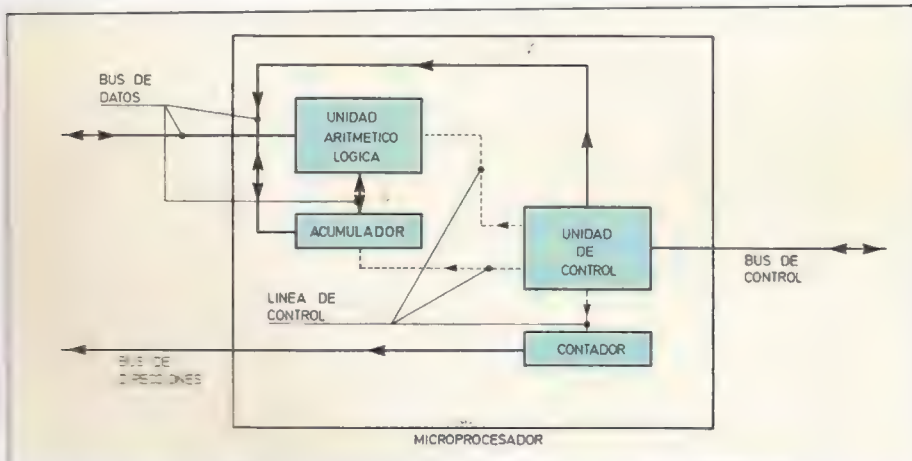 BUS DE
DATOS
UNIDAD
ARITMETICO
LOGICA
ACUMULADOR
UNIDAD
DE
CONTROL
BUS DE
CONTROL
LINEA DE
CONTROL
CONTADOR
BUS DE
DIRECCIONES
MICROPROCESADOR